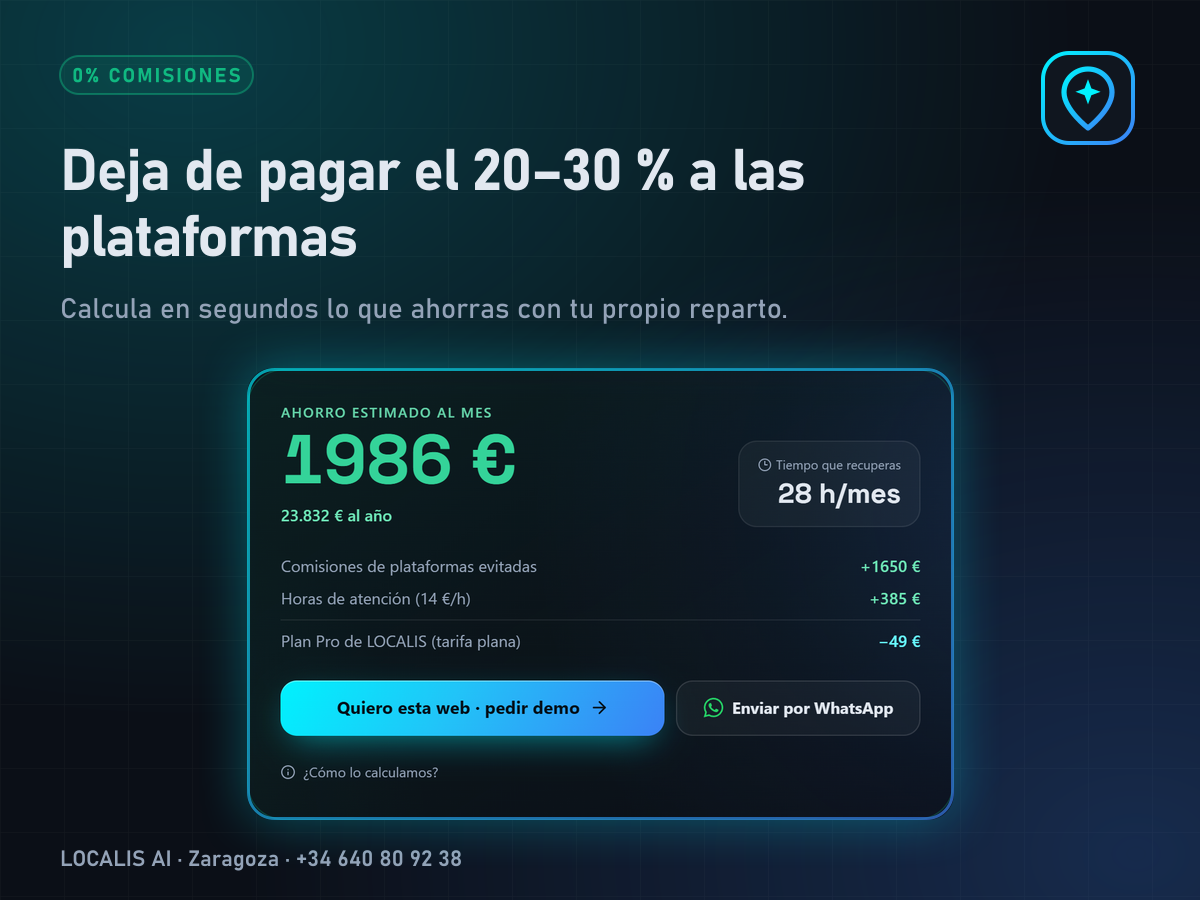 0% COMISIONES
Deja de pagar el 20–30 % a las
plataformas
Calcula en segundos lo que ahorras con tu propio reparto.
AHORRO ESTIMADO AL MES
1986 €
23.832 € al año
Tiempo que recuperas
28 h/mes
Comisiones de plataformas evitadas +1650 €
Horas de atención (14 €/h) +385 €
Plan Pro de LOCALIS (tarifa plana) −49 €
Quiero esta web · pedir demo →
Enviar por WhatsApp
¿Cómo lo calculamos?
LOCALIS AI · Zaragoza · +34 640 80 92 38